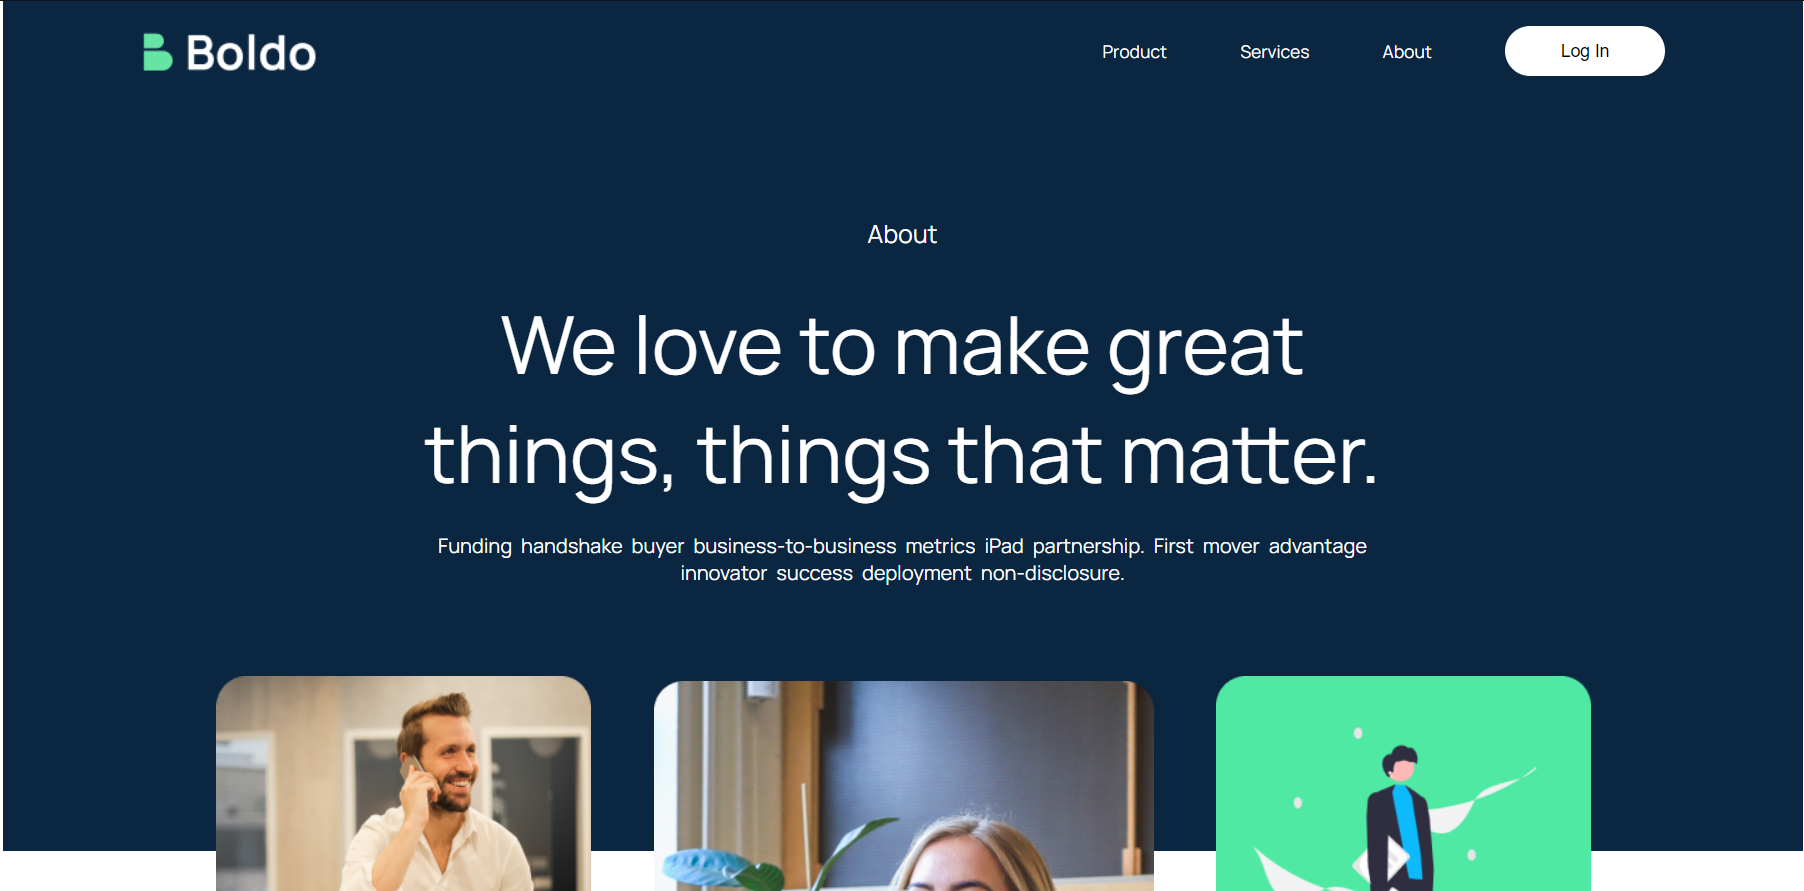 Boldo
Product
Services
About
Log In
About
We love to make great
things, things that matter.
Funding handshake buyer business-to-business metrics iPad partnership. First mover advantage
innovator success deployment non-disclosure.